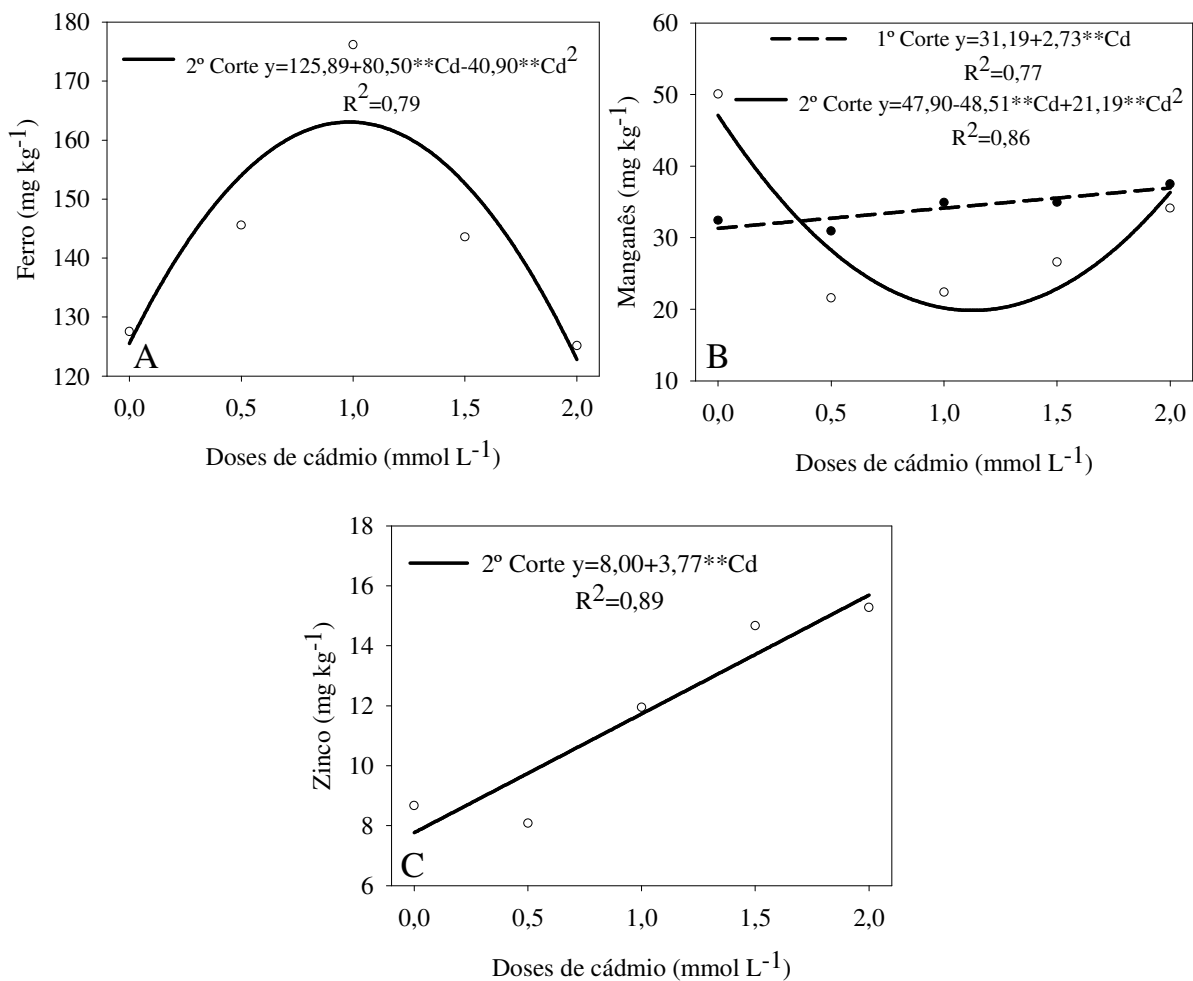 180
170
160
150
140
130
120
Ferro (mg kg-1)
2º Corte y=125,89+80,50**Cd-40,90**Cd2
R2=0,79
A
0,0 0,5 1,0 1,5 2,0
Doses de cádmio (mmol L-1)
60
50
40
30
20
10
Manganês (mg kg-1)
1º Corte y=31,19+2,73**Cd
R2=0,77
2º Corte y=47,90-48,51**Cd+21,19**Cd2
R2=0,86
B
0,0 0,5 1,0 1,5 2,0
Doses de cádmio (mmol L-1)
18
16
14
12
10
8
6
Zinco (mg kg-1)
2º Corte y=8,00+3,77**Cd
R2=0,89
C
0,0 0,5 1,0 1,5 2,0
Doses de cádmio (mmol L-1)